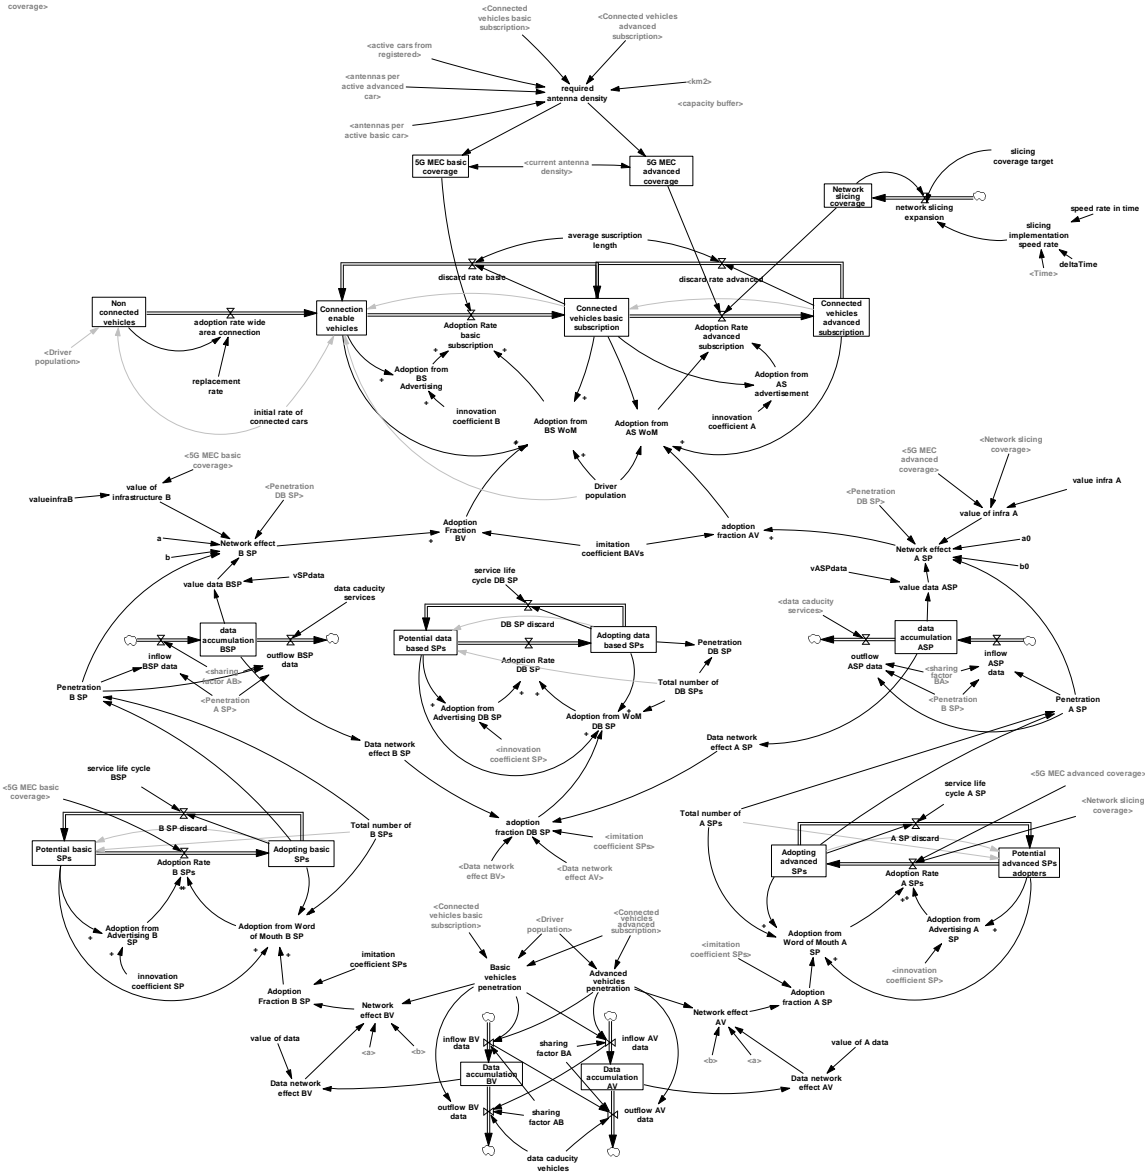 coverage>
<Connected
vehicles basic
subscription>
<Connected vehicles
advanced
subscription>
<active cars from
registered>
<antennas per
active advanced
car>
<antennas per
active basic car>
required
antenna density
<km2>
<capacity buffer>
5G MEC basic
coverage
<current antenna
density>
5G MEC
advanced
coverage
slicing
coverage target
Network
slicing
coverage
network slicing
expansion
speed rate in time
slicing
implementation
speed rate
deltaTime
<Time>
average suscription
length
discard rate basic
discard rate advanced
Non
connected
vehicles
adoption rate wide
area connection
Connection
enable
vehicles
Adoption Rate
basic
subscription
Connected
vehicles basic
subscription
Adoption Rate
advanced
subscription
Connected
vehicles
advanced
subscription
<Driver
population>
replacement
rate
initial rate of
connected cars
Adoption from
BS
Advertising
innovation
coefficient B
Adoption from
BS WoM
Adoption from
AS WoM
Adoption from
AS
advertisement
innovation
coefficient A
Driver
population
<5G MEC basic
coverage>
value of
infrastructure B
valueinfraB
<Penetration
DB SP>
a
b
Network effect
B SP
Adoption
Fraction
BV
imitation
coefficient BAVs
adoption
fraction AV
<5G MEC
advanced
coverage>
<Network slicing
coverage>
<Penetration
DB SP>
value infra A
value of infra A
Network effect
A SP
a0
b0
value data BSP
vSPdata
data caducity
services
data
accumulation
BSP
inflow
BSP data
outflow BSP
data
<sharing
factor AB>
<Penetration
A SP>
Penetration
B SP
service life
cycle DB SP
DB SP discard
Potential data
based SPs
Adopting data
based SPs
Adoption Rate
DB SP
Penetration
DB SP
Total number of
DB SPs
Adoption from
Advertising DB SP
Adoption from WoM
DB SP
<innovation
coefficient SP>
vASPdata
value data ASP
<data caducity
services>
data
accumulation
ASP
outflow
ASP data
<sharing
factor
BA>
inflow
ASP
data
<Penetration
B SP>
Penetration
A SP
Data network
effect B SP
Data network
effect A SP
adoption
fraction DB SP
<imitation
coefficient SPs>
<Data network
effect BV>
<Data network
effect AV>
service life cycle
BSP
<5G MEC basic
coverage>
B SP discard
Total number of
B SPs
Potential basic
SPs
Adopting basic
SPs
Adoption Rate
B SPs
Adoption from
Advertising B
SP
Adoption from Word
of Mouth B SP
innovation
coefficient SP
imitation
coefficient SPs
Adoption
Fraction B SP
<5G MEC advanced coverage>
service life
cycle A SP
<Network slicing
coverage>
Total number of
A SPs
A SP discard
Adopting
advanced
SPs
Adoption Rate
A SPs
Potential
advanced SPs
adopters
Adoption from
Word of Mouth A
SP
Adoption from
Advertising A
SP
<innovation
coefficient SP>
<imitation
coefficient SPs>
Adoption
fraction A SP
<Connected
vehicles basic
subscription>
<Driver
population>
<Connected
vehicles
advanced
subscription>
Basic
vehicles
penetration
Advanced
vehicles
penetration
Network
effect BV
<a>
<b>
value of data
Data network
effect BV
inflow BV
data
sharing
factor BA
inflow AV
data
Data
accumulation
BV
Data
accumulation
AV
outflow BV
data
sharing
factor AB
outflow AV
data
data caducity
vehicles
Network effect
AV
<b>
<a>
value of A data
Data network
effect AV